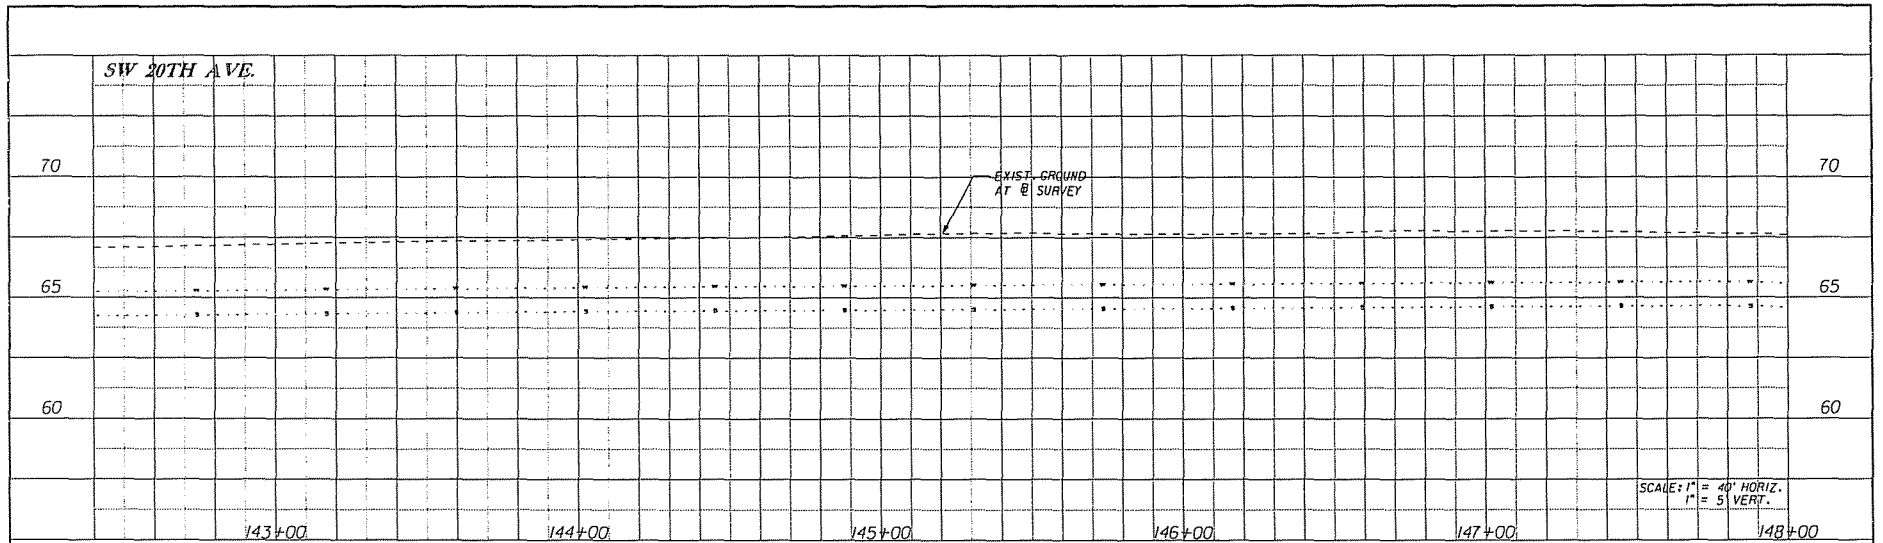 SW 20TH AVE.
70
70
EXIST. GROUND
AT ℄ SURVEY
65
65
60
60
SCALE: 1" = 40' HORIZ.
1" = 5' VERT.
143+00
144+00
145+00
146+00
147+00
148+00